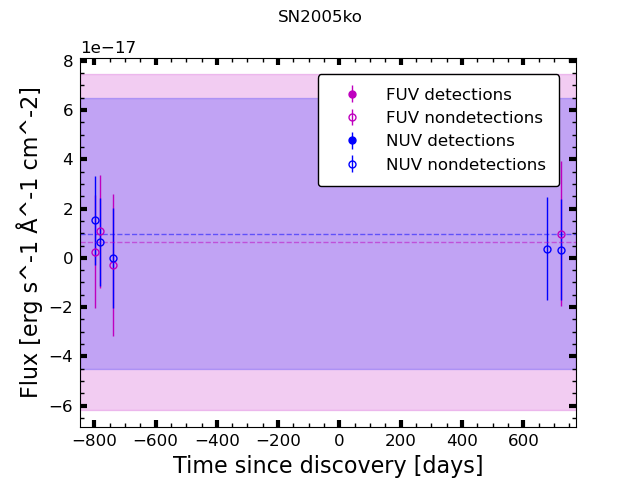 SN2005ko
1e−17
8
6
4
2
0
−2
−4
−6
Flux [erg s^-1 Å^-1 cm^-2]
FUV detections
FUV nondetections
NUV detections
NUV nondetections
−800 −600 −400 −200 0 200 400 600
Time since discovery [days]